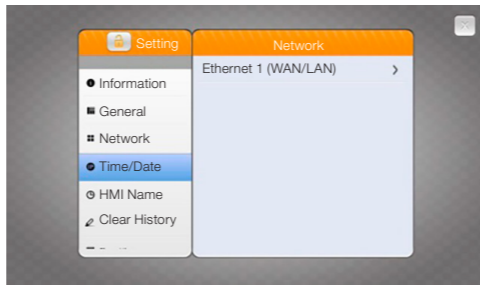 Setting
Network
Ethernet 1 (WAN/LAN)
Information
General
Network
Time/Date
HMI Name
Clear History